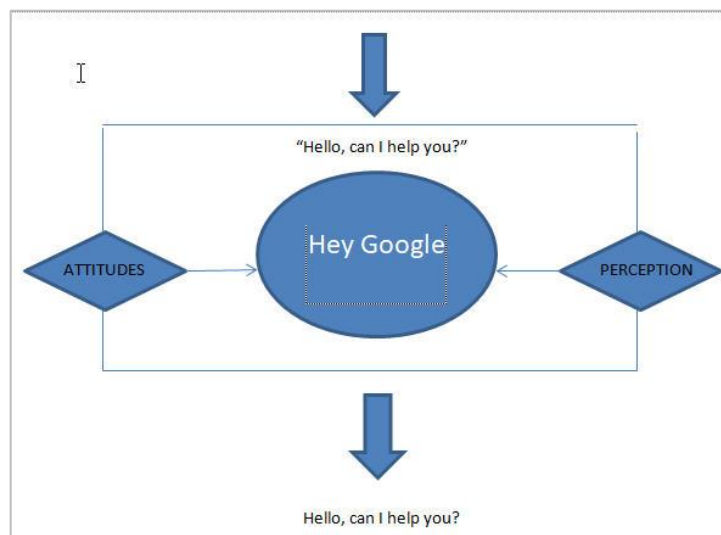 “Hello, can I help you?”
Hey Google
ATTITUDES
PERCEPTION
Hello, can I help you?